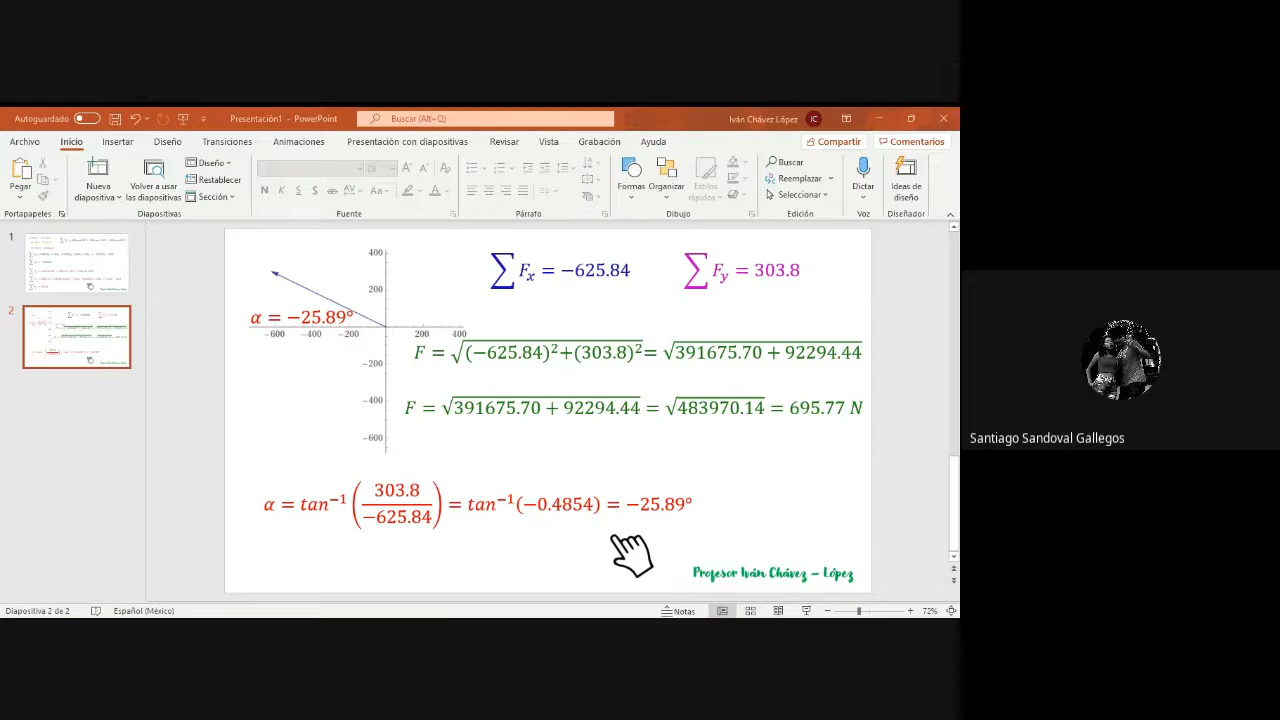 Autoguardado
Presentación1 - PowerPoint
Buscar (Alt+Q)
Iván Chávez López
IC
Archivo Inicio Insertar Diseño Transiciones Animaciones Presentación con diapositivas Revisar Vista Grabación Ayuda Compartir Comentarios
Pegar
Nueva diapositiva
Volver a usar las diapositivas
Diseño
Restablecer
Sección
28
N K S S ab AV Aa A
Formas
Organizar
Estilos rápidos
Buscar
Reemplazar
Seleccionar
Dictar
Ideas de diseño
Portapapeles Diapositivas Fuente Párrafo Dibujo Edición Voz Diseñador
1
2
∑ Fx = −625.84
∑ Fy = 303.8
400
200
α = −25.89°
−600 −400 −200 200 400
−200
−400
−600
F = √(−625.84)²+(303.8)² = √391675.70 + 92294.44
F = √391675.70 + 92294.44 = √483970.14 = 695.77 N
α = tan⁻¹ (303.8/−625.84) = tan⁻¹(−0.4854) = −25.89°
Profesor Iván Chávez – López
Santiago Sandoval Gallegos
Diapositiva 2 de 2 Español (México) Notas 72%